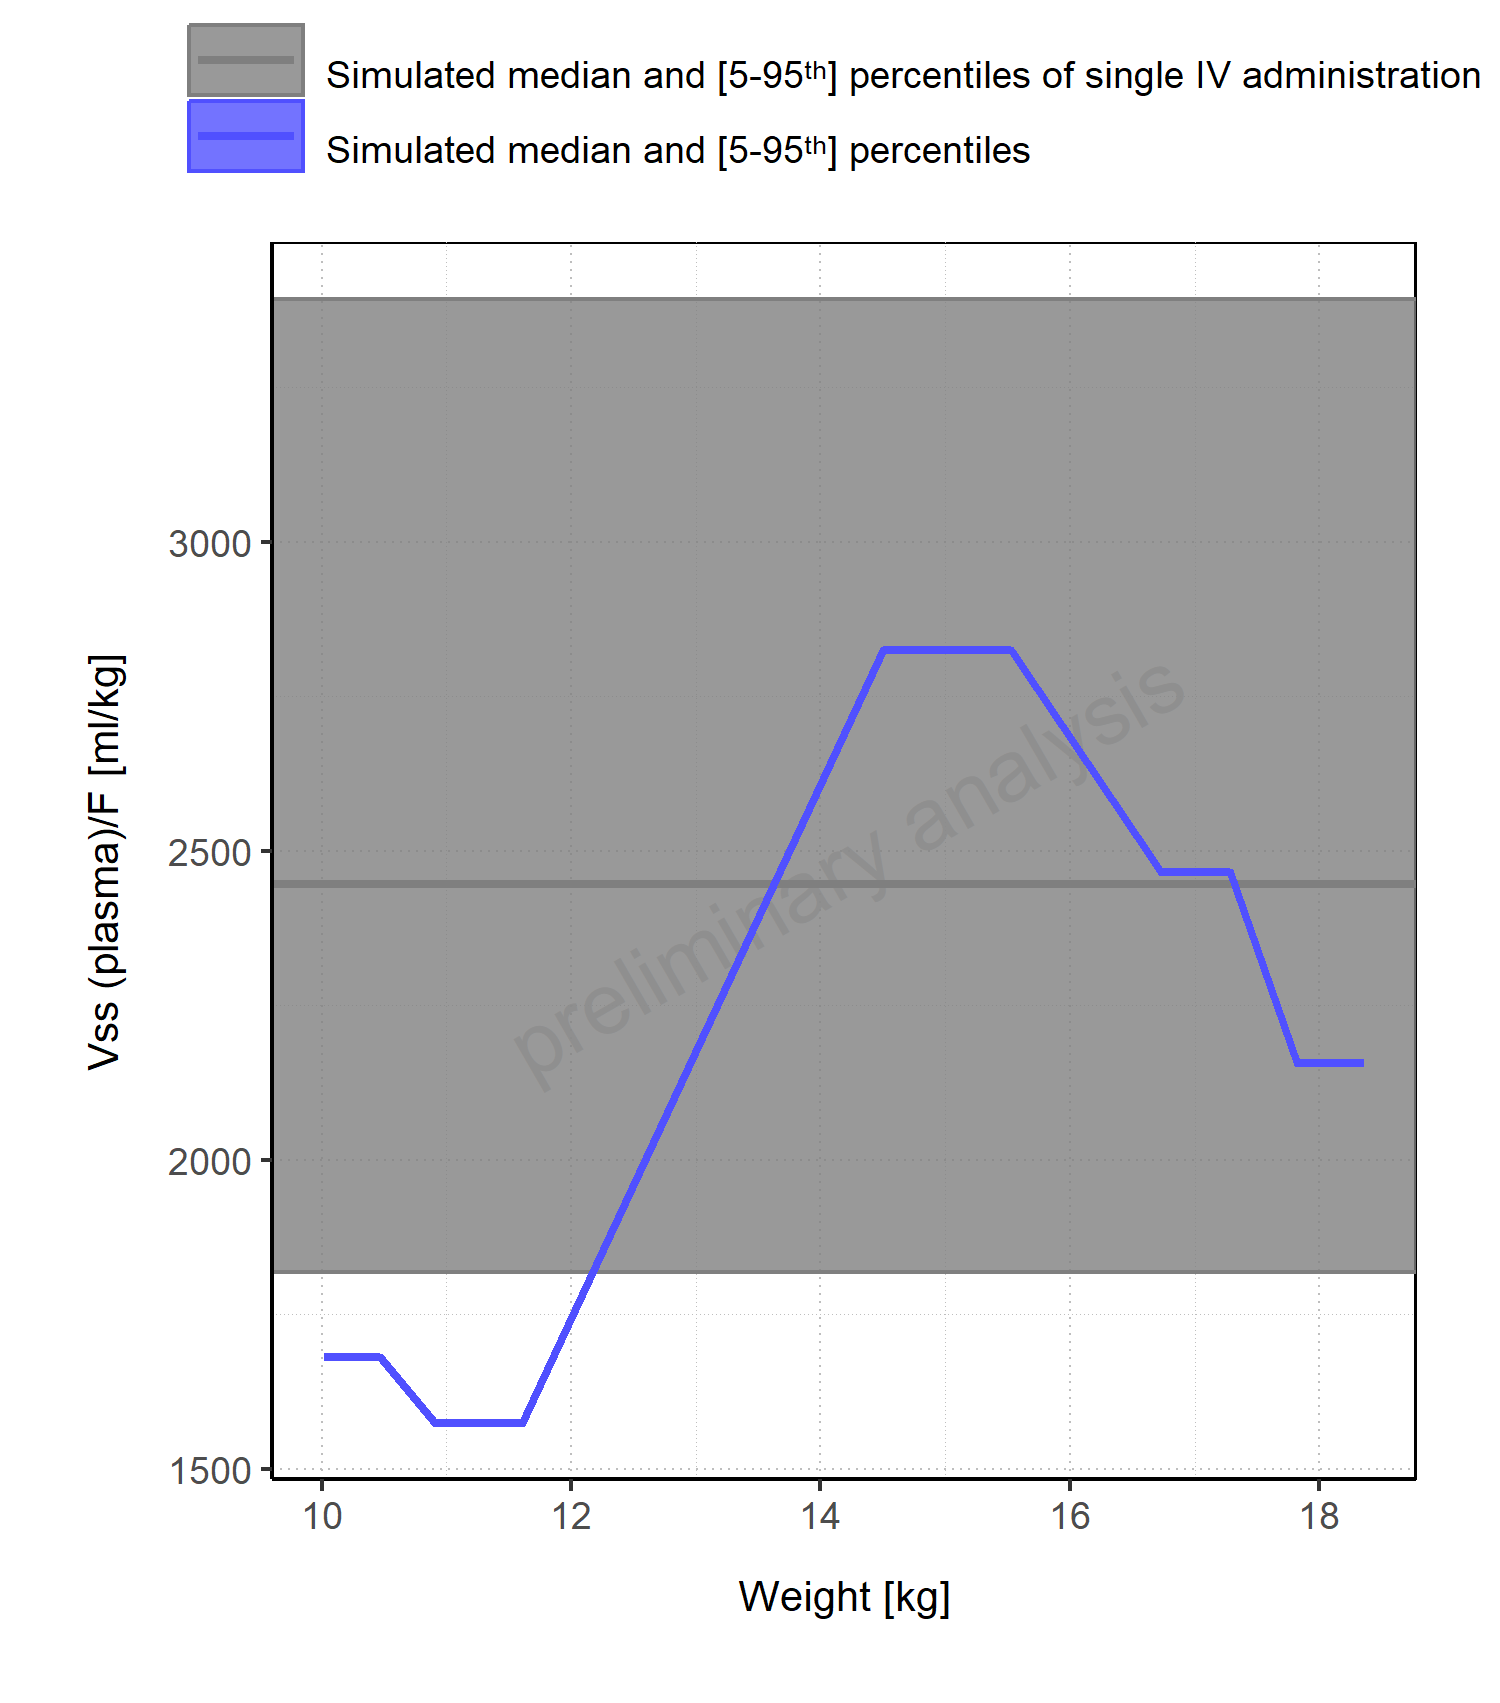 Simulated median and [5-95th] percentiles of single IV administration
Simulated median and [5-95th] percentiles
3000
2500
2000
1500
Vss (plasma)/F [ml/kg]
preliminary analysis
10 12 14 16 18
Weight [kg]